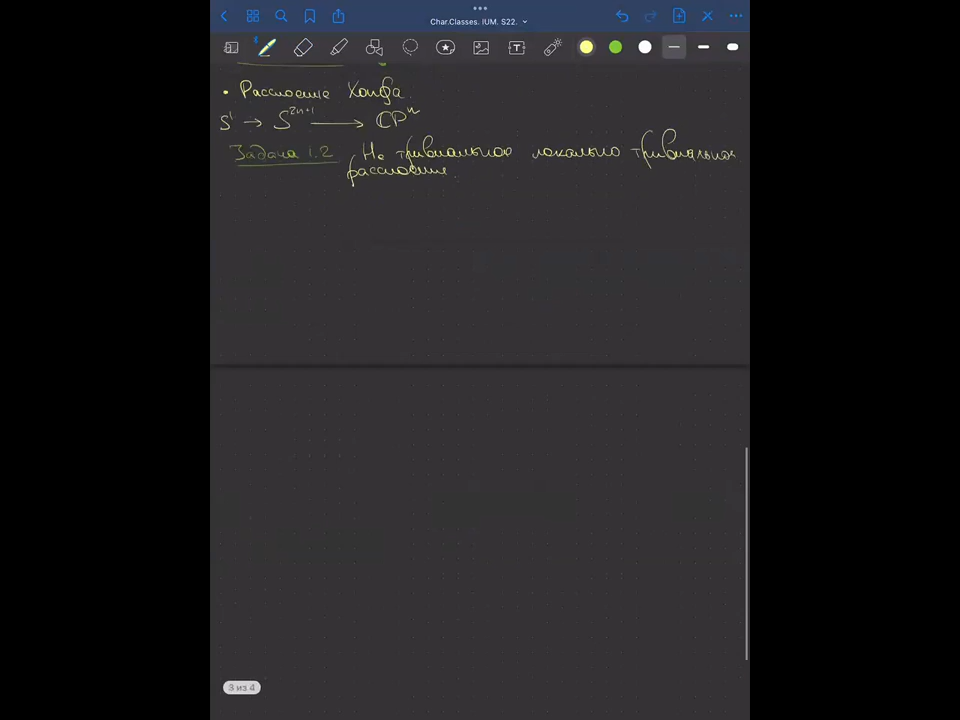 Char.Classes. IUM. S22.
• Расслоение Хопфа.
S¹ → S²ⁿ⁺¹ → ℂPⁿ
Задача 1.2 Не тривиальное локально тривиальное
расслоение.
3 из 4